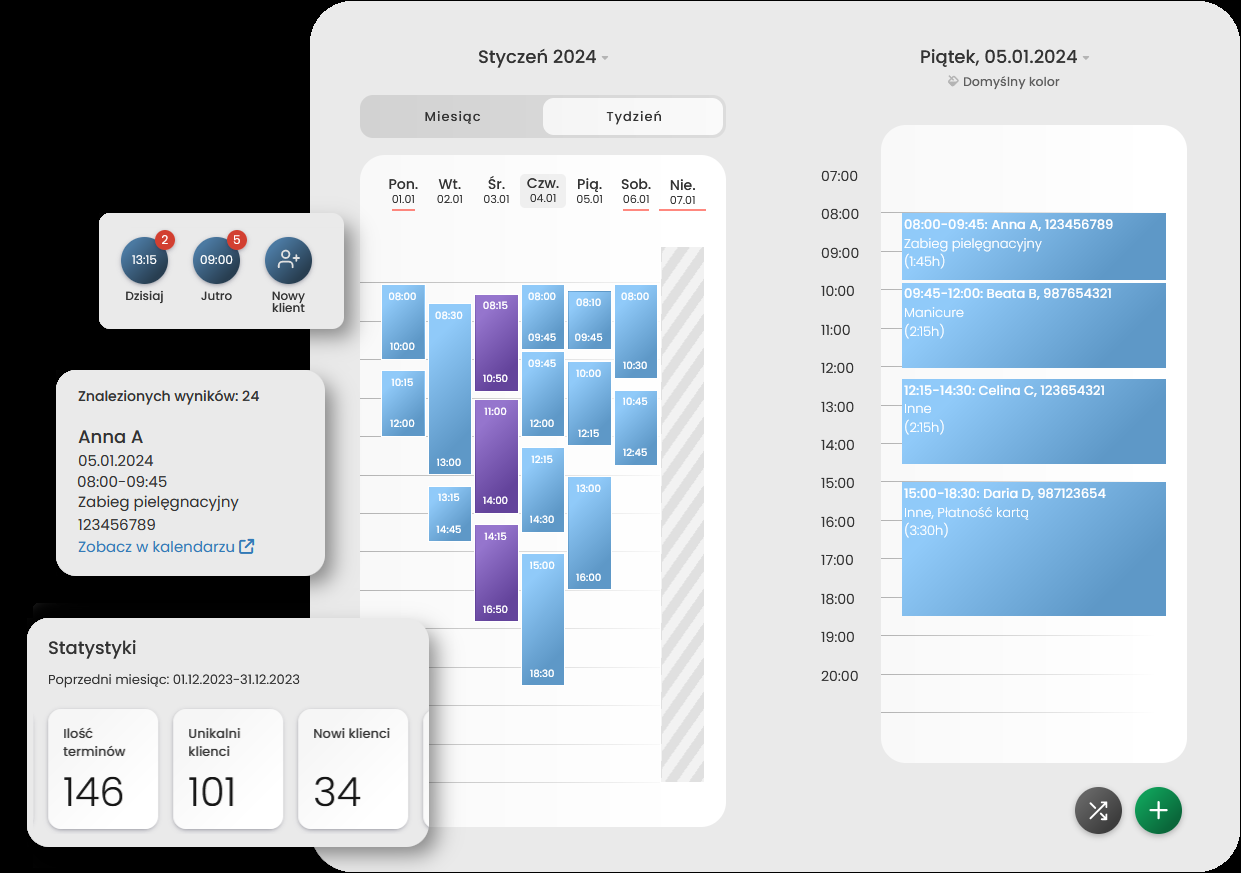 Styczeń 2024
Miesiąc
Tydzień
Pon.
01.01
Wt.
02.01
Śr.
03.01
Czw.
04.01
Pią.
05.01
Sob.
06.01
Nie.
07.01
08:00
10:00
10:15
12:00
08:30
13:00
13:15
14:45
08:15
10:50
11:00
14:00
14:15
16:50
08:00
09:45
09:45
12:00
12:15
14:30
15:00
18:30
08:10
09:45
10:00
12:15
13:00
16:00
08:00
10:30
10:45
12:45
Piątek, 05.01.2024
Domyślny kolor
07:00
08:00
09:00
10:00
11:00
12:00
13:00
14:00
15:00
16:00
17:00
18:00
19:00
20:00
08:00-09:45: Anna A, 123456789
Zabieg pielęgnacyjny
(1:45h)
09:45-12:00: Beata B, 987654321
Manicure
(2:15h)
12:15-14:30: Celina C, 123654321
Inne
(2:15h)
15:00-18:30: Daria D, 987123654
Inne, Płatność kartą
(3:30h)
2
13:15
Dzisiaj
5
09:00
Jutro
Nowy
klient
Znalezionych wyników: 24
Anna A
05.01.2024
08:00-09:45
Zabieg pielęgnacyjny
123456789
Zobacz w kalendarzu
Statystyki
Poprzedni miesiąc: 01.12.2023-31.12.2023
Ilość
terminów
146
Unikalni
klienci
101
Nowi klienci
34